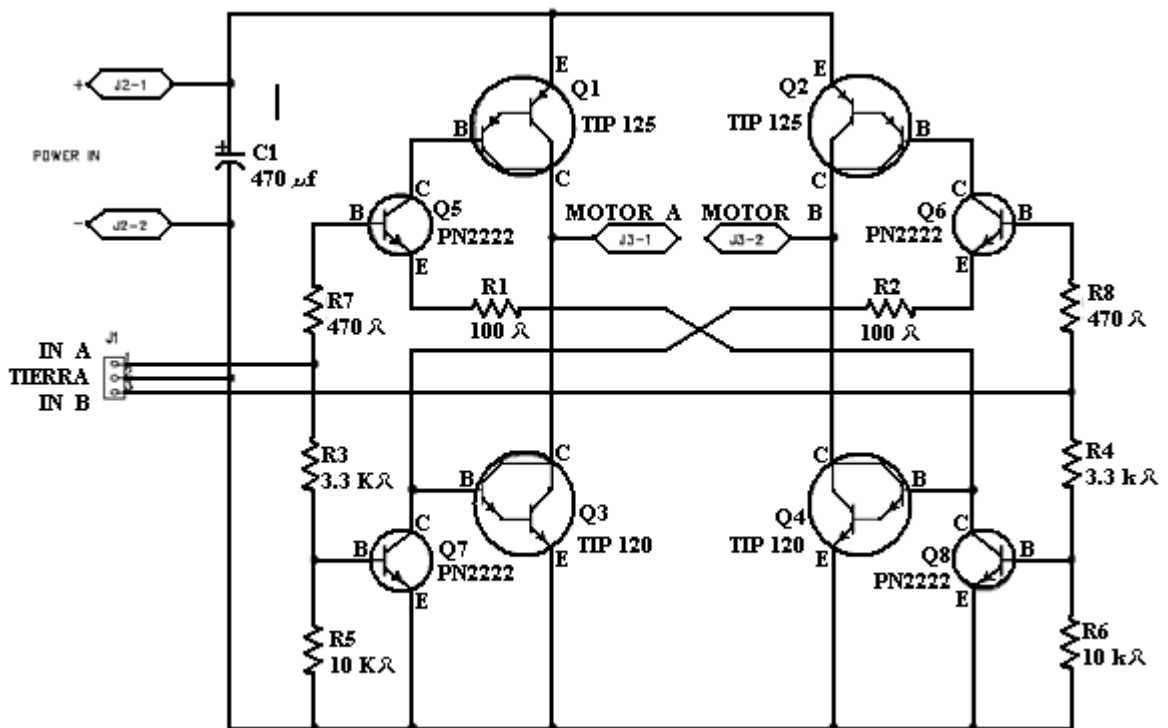 + J2-1
POWER IN
- J2-2
+
C1
470 µf
E
Q1
TIP 125
B
C
E
Q2
TIP 125
B
C
C
Q5
B
PN2222
E
MOTOR A
J3-1
MOTOR B
J3-2
C
Q6
B
PN2222
E
R1
100 Ω
R2
100 Ω
R7
470 Ω
R8
470 Ω
J1
IN A
TIERRA
IN B
R3
3.3 KΩ
R4
3.3 kΩ
C
B
Q3
TIP 120
E
C
B
Q4
TIP 120
E
C
Q7
B
PN2222
E
C
Q8
B
PN2222
E
R5
10 KΩ
R6
10 kΩ